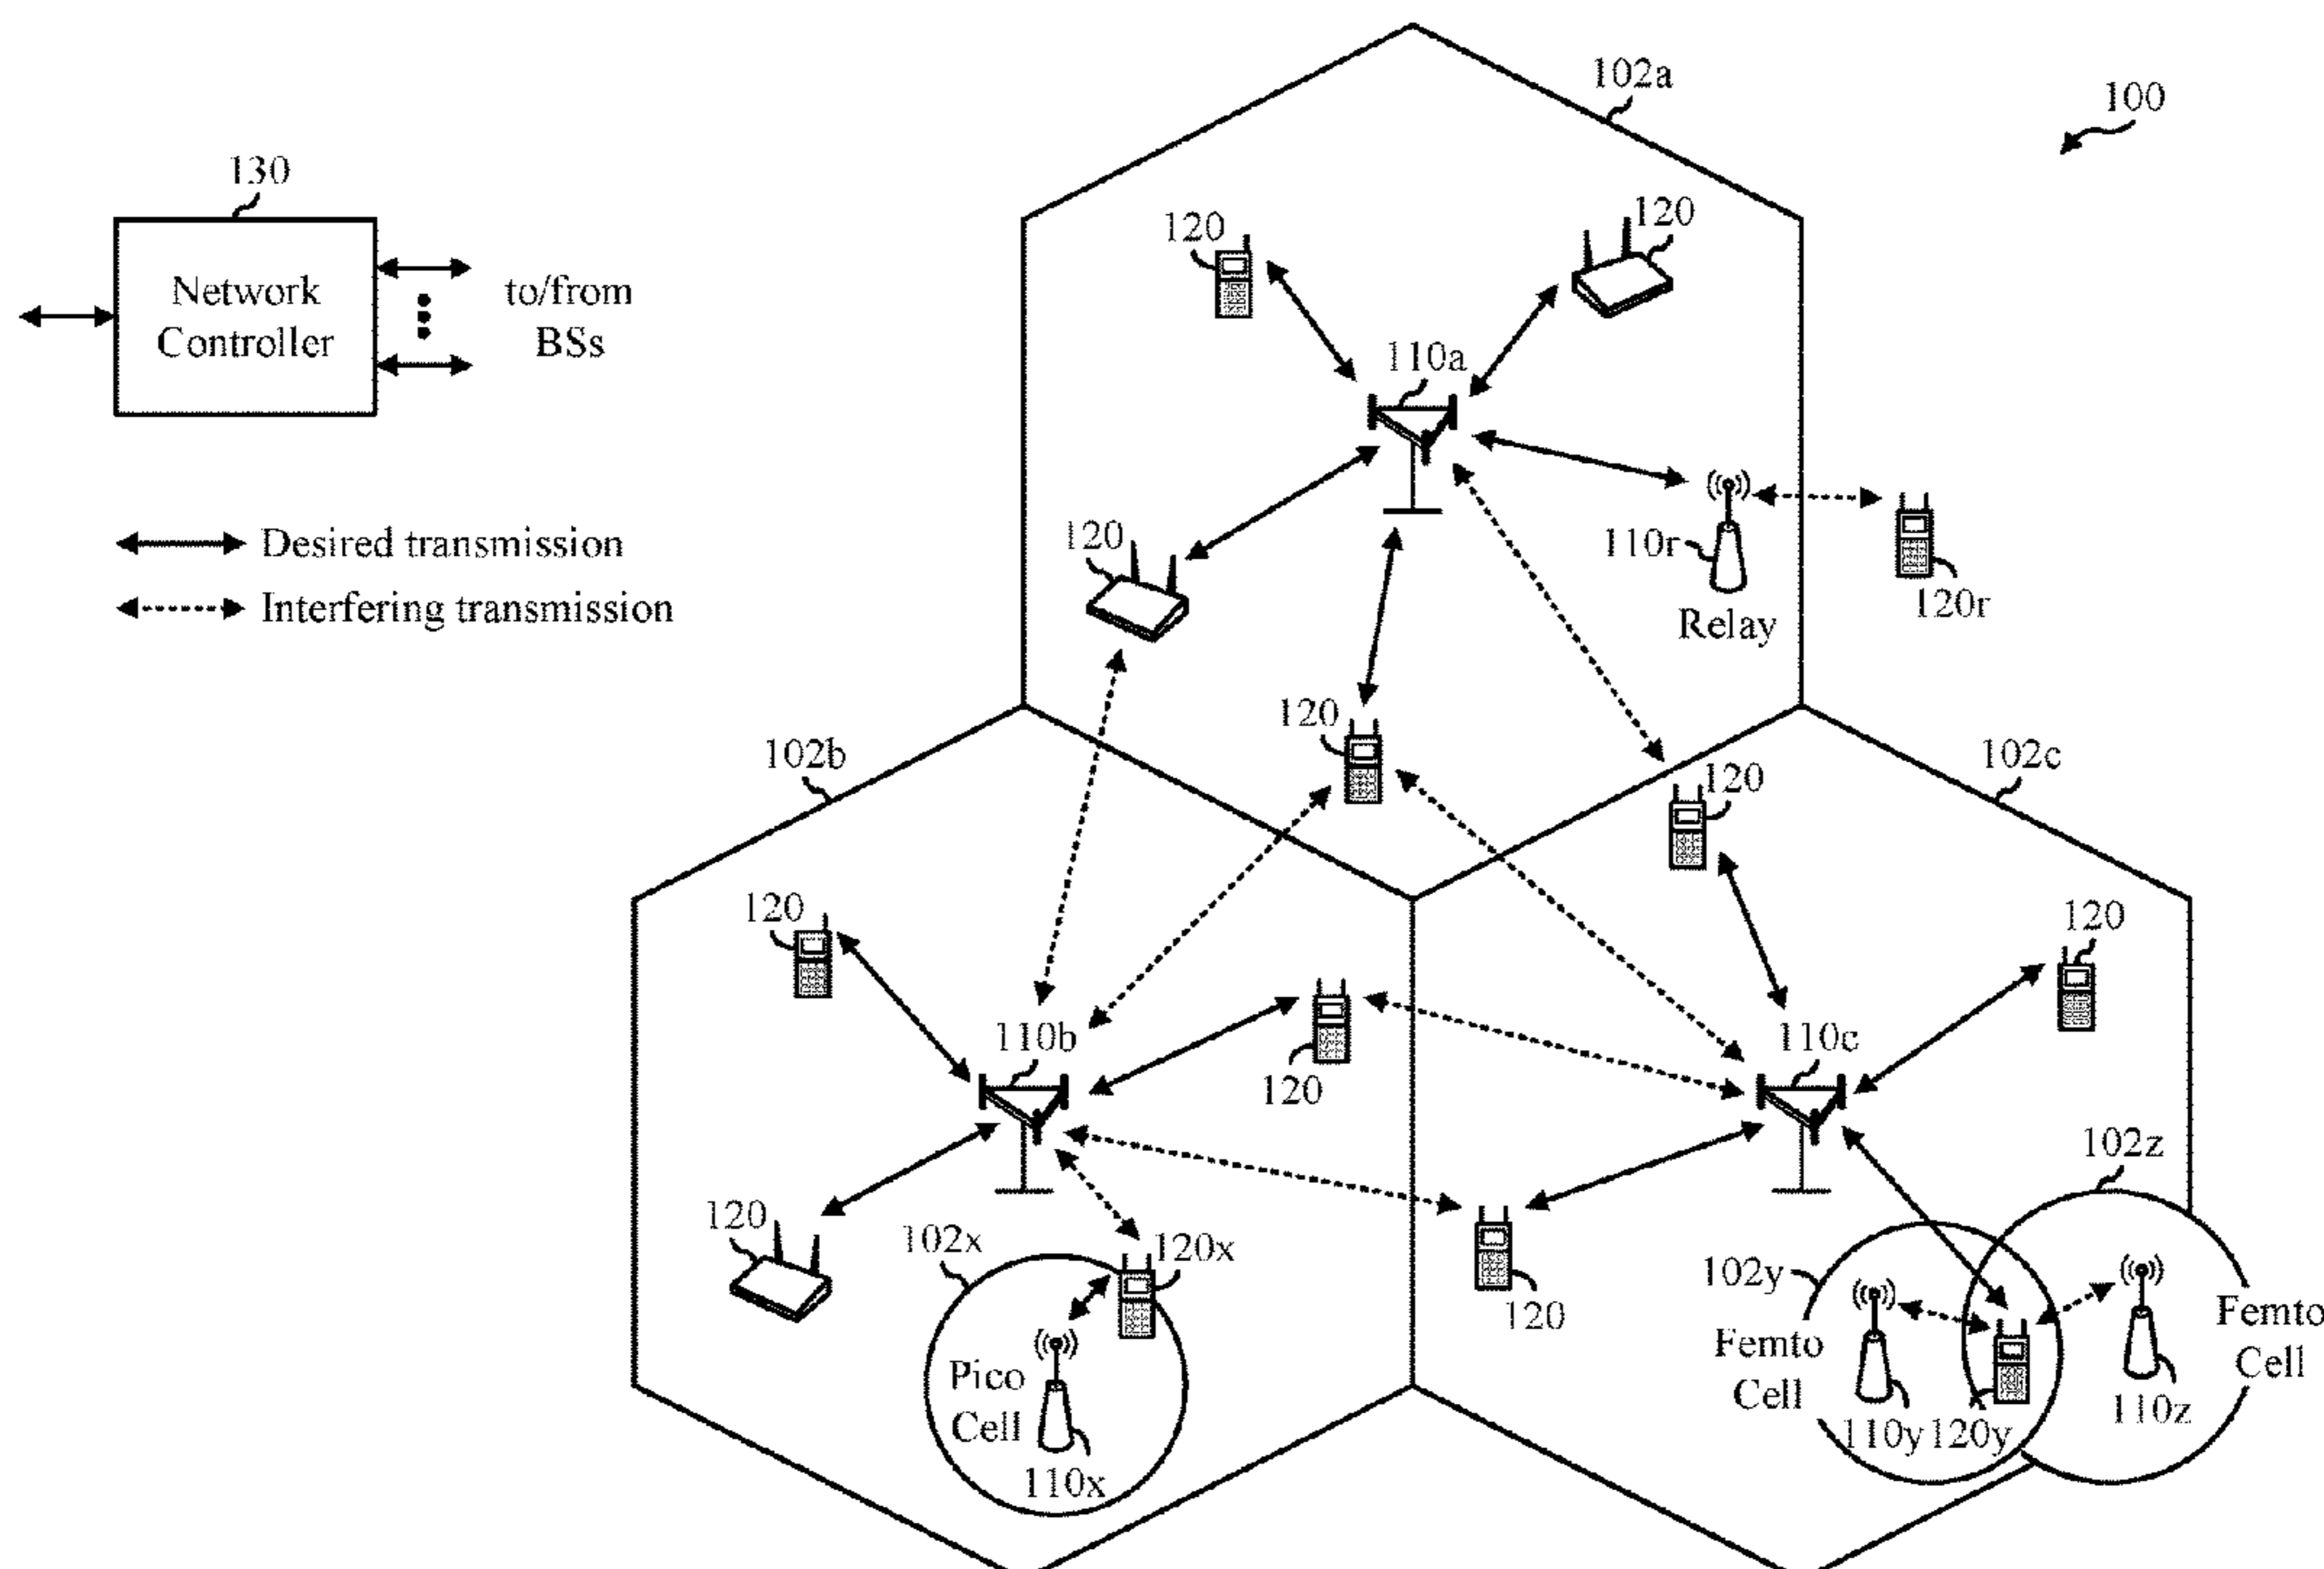 102a
100
130
120
120
Network
Controller
to/from
BSs
110a
Desired transmission
Interfering transmission
120
110r
120r
Relay
120
102b
120
102c
120
120
110b
120
110c
102z
120
102x
120x
102y
120
Femto
Cell
Femto
Cell
Pico
Cell
110x
110y
120y
110z